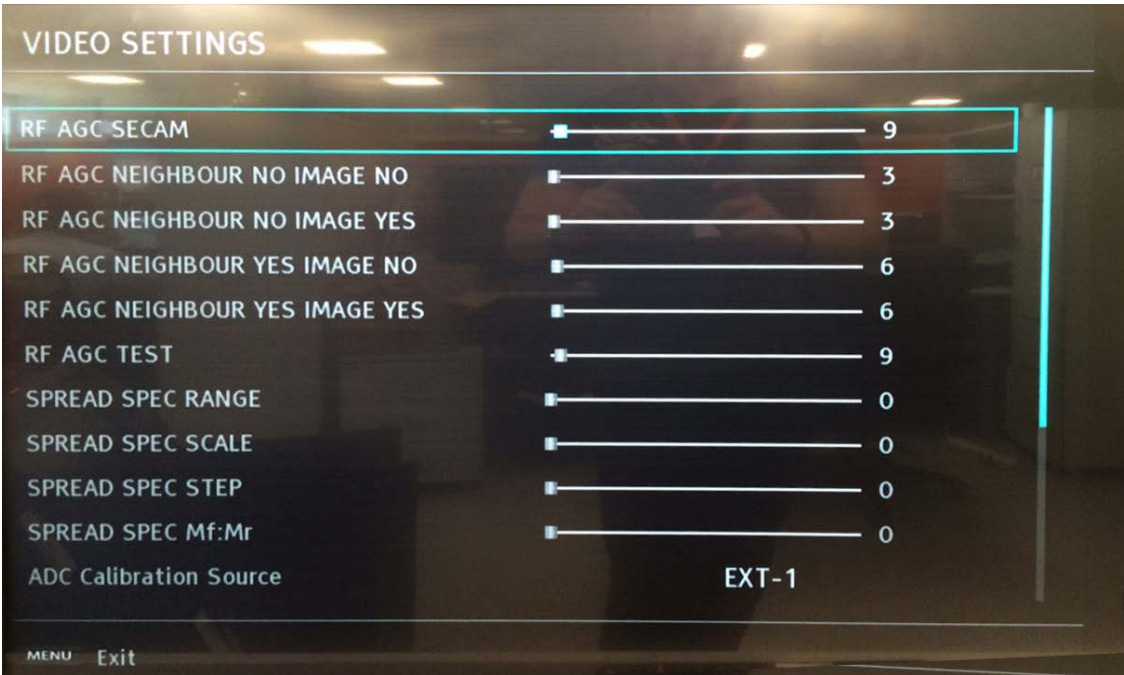 VIDEO SETTINGS
RF AGC SECAM 9
RF AGC NEIGHBOUR NO IMAGE NO 3
RF AGC NEIGHBOUR NO IMAGE YES 3
RF AGC NEIGHBOUR YES IMAGE NO 6
RF AGC NEIGHBOUR YES IMAGE YES 6
RF AGC TEST 9
SPREAD SPEC RANGE 0
SPREAD SPEC SCALE 0
SPREAD SPEC STEP 0
SPREAD SPEC Mf:Mr 0
ADC Calibration Source EXT-1
MENU Exit